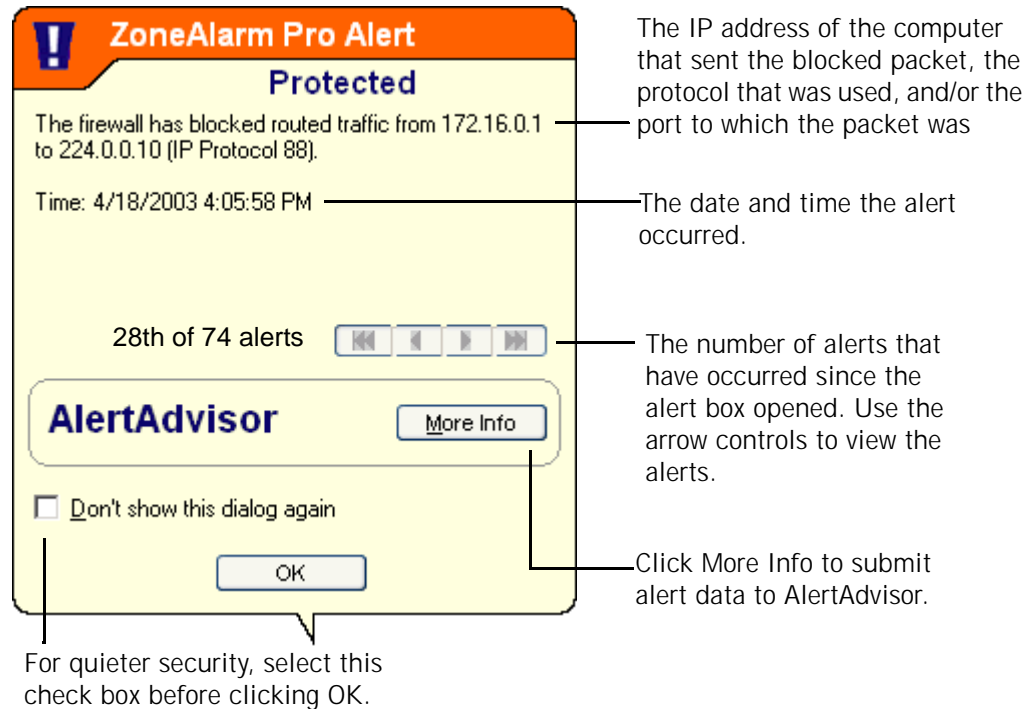 ZoneAlarm Pro Alert
Protected
The firewall has blocked routed traffic from 172.16.0.1
to 224.0.0.10 (IP Protocol 88).
Time: 4/18/2003 4:05:58 PM
28th of 74 alerts
AlertAdvisor
More Info
Don't show this dialog again
OK
The IP address of the computer
that sent the blocked packet, the
protocol that was used, and/or the
port to which the packet was
The date and time the alert
occurred.
The number of alerts that
have occurred since the
alert box opened. Use the
arrow controls to view the
alerts.
Click More Info to submit
alert data to AlertAdvisor.
For quieter security, select this
check box before clicking OK.